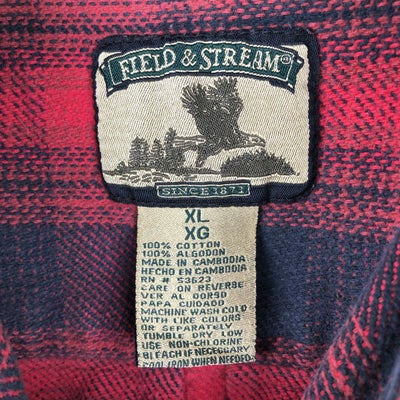 FIELD & STREAM
SINCE 1871
XL
XG
100% COTTON
100% ALGODON
MADE IN CAMBODIA
HECHO EN CAMBODIA
RN # 53623
CARE ON REVERSE
VER AL DORSO
PAPA CUIDADO
MACHINE WASH COLD
WITH LIKE COLORS
OR SEPARATELY
TUMBLE DRY LOW
USE NON-CHLORINE
BLEACH IF NECESSARY
COOL IRON WHEN NEEDED